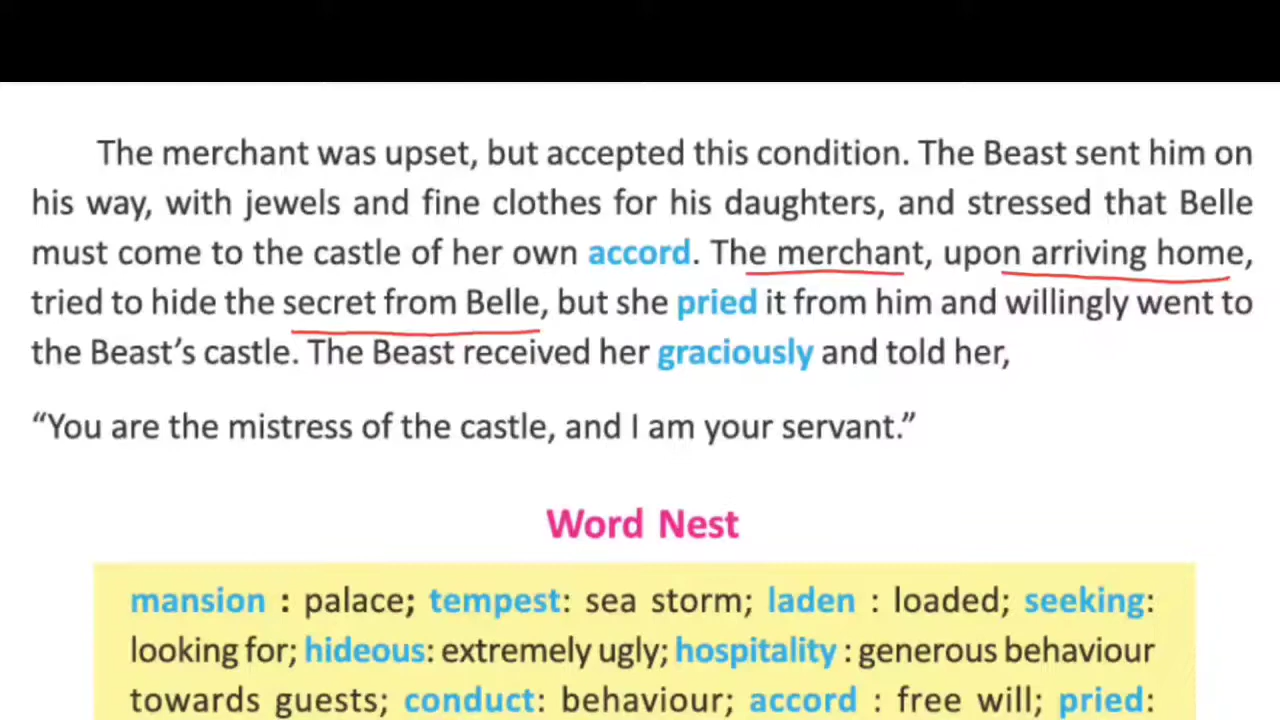 The merchant was upset, but accepted this condition. The Beast sent him on
his way, with jewels and fine clothes for his daughters, and stressed that Belle
must come to the castle of her own accord. The merchant, upon arriving home,
tried to hide the secret from Belle, but she pried it from him and willingly went to
the Beast’s castle. The Beast received her graciously and told her,
“You are the mistress of the castle, and I am your servant.”
Word Nest
mansion : palace; tempest: sea storm; laden : loaded; seeking:
looking for; hideous: extremely ugly; hospitality : generous behaviour
towards guests; conduct: behaviour; accord : free will; pried: